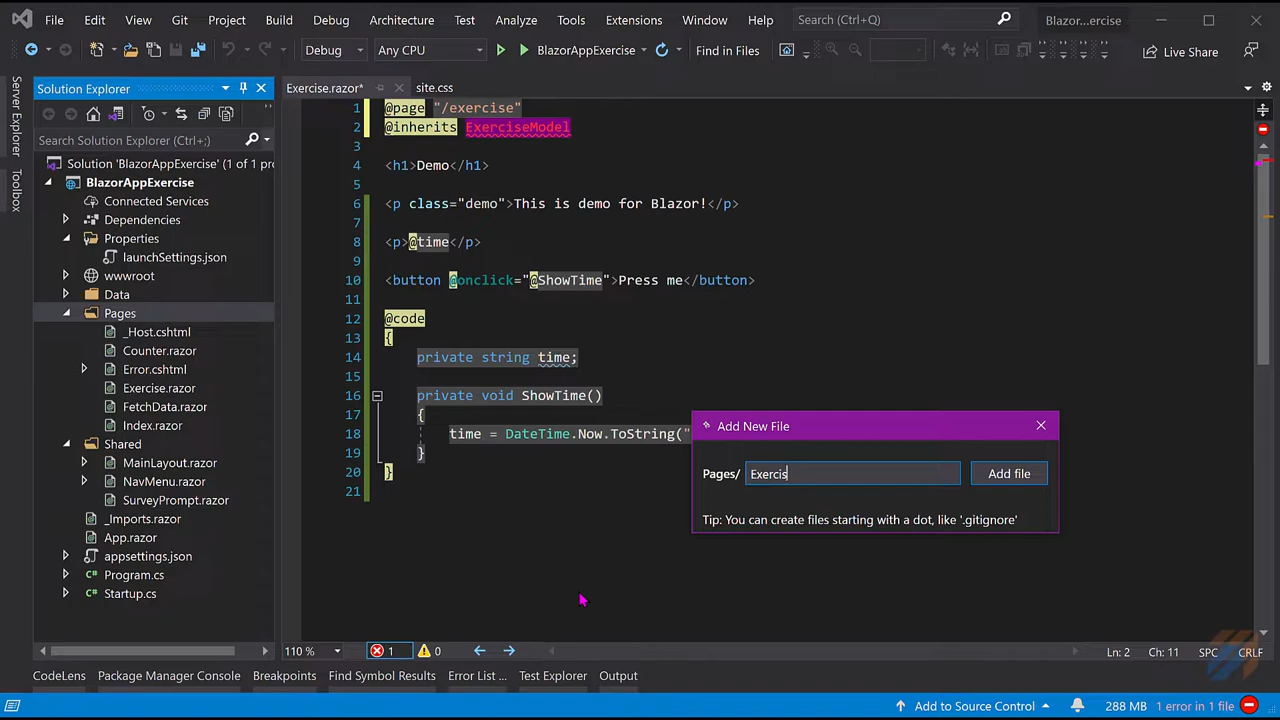 File Edit View Git Project Build Debug Architecture Test Analyze Tools Extensions Window Help Search (Ctrl+Q) Blazor...ercise
Debug Any CPU BlazorAppExercise Find in Files Live Share
Server Explorer
Toolbox
Solution Explorer
Search Solution Explorer (Ctrl+;)
Solution 'BlazorAppExercise' (1 of 1 pro
BlazorAppExercise
Connected Services
Dependencies
Properties
launchSettings.json
wwwroot
Data
Pages
_Host.cshtml
Counter.razor
Error.cshtml
Exercise.razor
FetchData.razor
Index.razor
Shared
MainLayout.razor
NavMenu.razor
SurveyPrompt.razor
_Imports.razor
App.razor
appsettings.json
Program.cs
Startup.cs
Exercise.razor* site.css
1 @page "/exercise"
2 @inherits ExerciseModel
3
4 <h1>Demo</h1>
5
6 <p class="demo">This is demo for Blazor!</p>
7
8 <p>@time</p>
9
10 <button @onclick="@ShowTime">Press me</button>
11
12 @code
13 {
14 private string time;
15
16 private void ShowTime()
17 {
18 time = DateTime.Now.ToString("
19 }
20 }
21
Add New File
Pages/ Exercis Add file
Tip: You can create files starting with a dot, like '.gitignore'
110 % 1 0 Ln: 2 Ch: 11 SPC CRLF
CodeLens Package Manager Console Breakpoints Find Symbol Results Error List ... Test Explorer Output
Add to Source Control 288 MB 1 error in 1 file